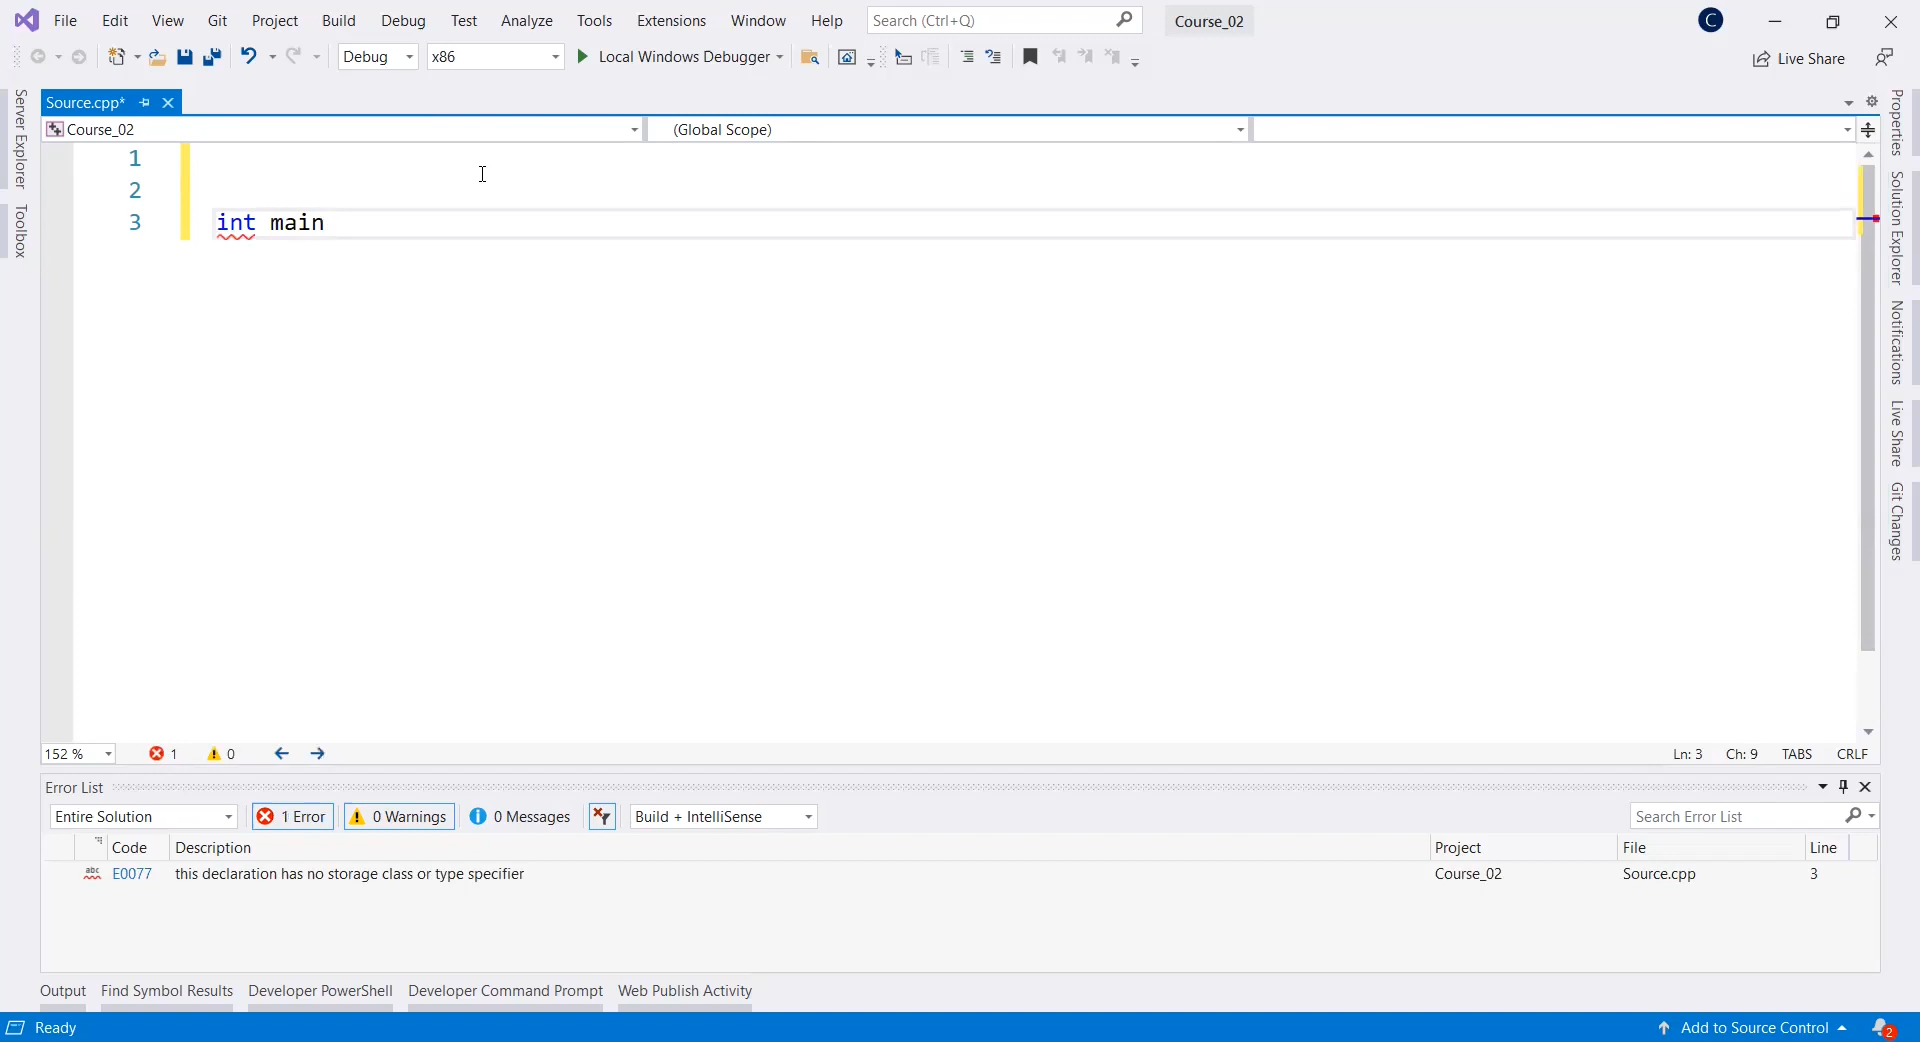 File Edit View Git Project Build Debug Test Analyze Tools Extensions Window Help Search (Ctrl+Q) Course_02 C
Debug x86 Local Windows Debugger Live Share
Source.cpp*
Course_02 (Global Scope)
Server Explorer
Toolbox
1
2
3 int main
Properties
Solution Explorer
Notifications
Live Share
Git Changes
152 % 1 0 Ln: 3 Ch: 9 TABS CRLF
Error List
Entire Solution 1 Error 0 Warnings 0 Messages Build + IntelliSense Search Error List
Code Description Project File Line
abc E0077 this declaration has no storage class or type specifier Course_02 Source.cpp 3
Output Find Symbol Results Developer PowerShell Developer Command Prompt Web Publish Activity
Ready Add to Source Control 2